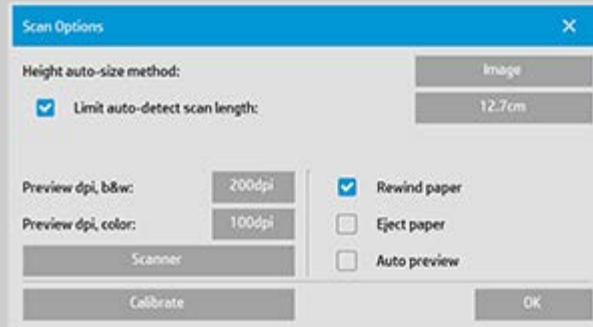 Scan Options
Height auto-size method: Image
Limit auto-detect scan length: 12.7cm
Preview dpi, b&w: 200dpi
Rewind paper
Preview dpi, color: 100dpi
Eject paper
Scanner
Auto preview
Calibrate
OK